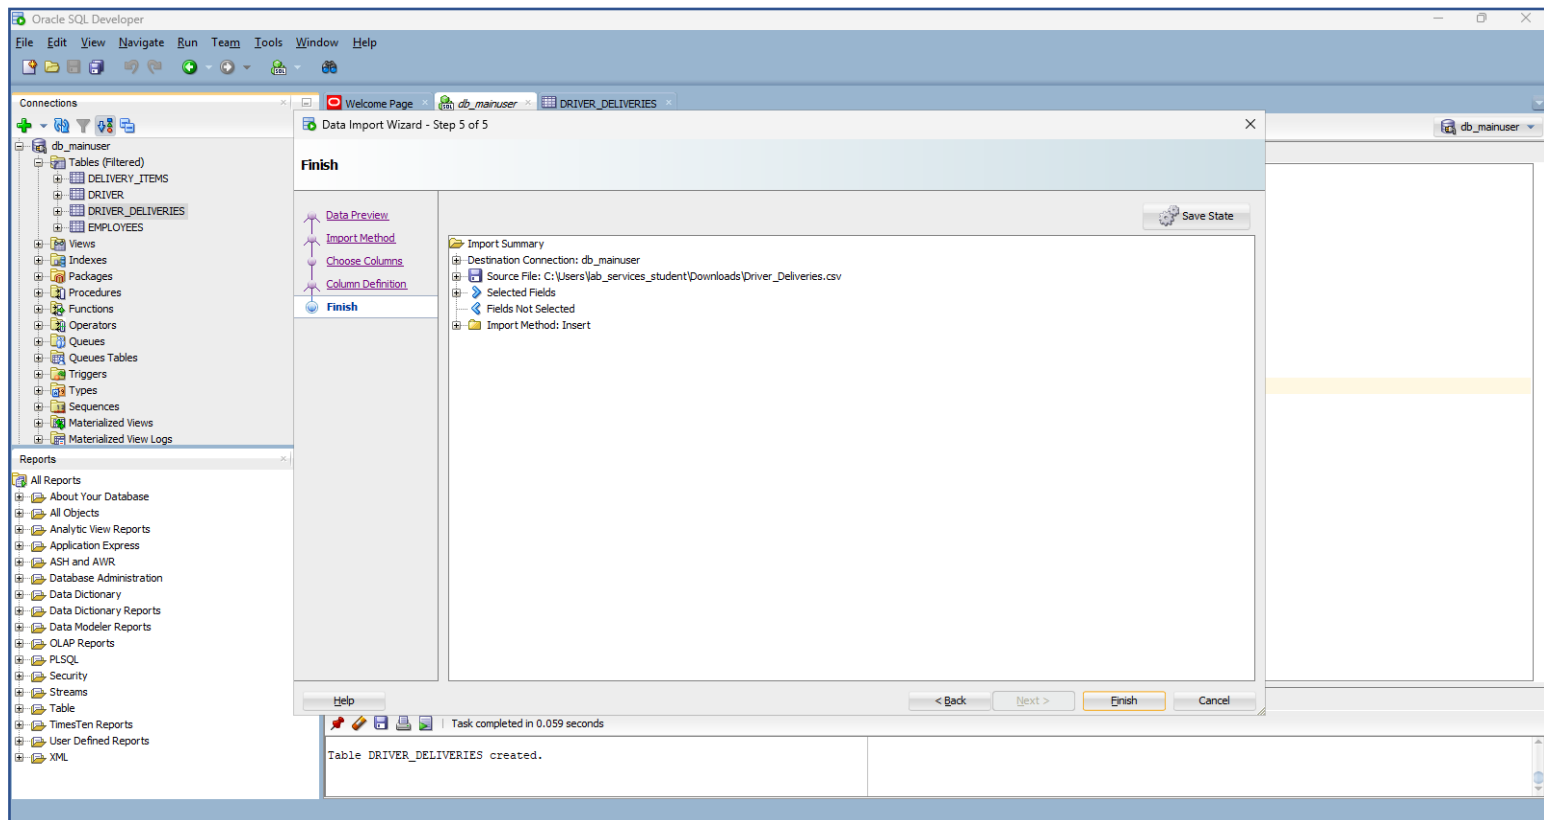 Oracle SQL Developer
File Edit View Navigate Run Team Tools Window Help
Connections
Welcome Page
db_mainuser
DRIVER_DELIVERIES
db_mainuser
Tables (Filtered)
DELIVERY_ITEMS
DRIVER
DRIVER_DELIVERIES
EMPLOYEES
Views
Indexes
Packages
Procedures
Functions
Operators
Queues
Queues Tables
Triggers
Types
Sequences
Materialized Views
Materialized View Logs
Reports
All Reports
About Your Database
All Objects
Analytic View Reports
Application Express
ASH and AWR
Database Administration
Data Dictionary
Data Dictionary Reports
Data Modeler Reports
OLAP Reports
PLSQL
Security
Streams
Table
TimesTen Reports
User Defined Reports
XML
Data Import Wizard - Step 5 of 5
Finish
Data Preview
Import Method
Choose Columns
Column Definition
Finish
Save State
Import Summary
Destination Connection: db_mainuser
Source File: C:\Users\lab_services_student\Downloads\Driver_Deliveries.csv
Selected Fields
Fields Not Selected
Import Method: Insert
Help
< Back
Next >
Finish
Cancel
db_mainuser
Task completed in 0.059 seconds
Table DRIVER_DELIVERIES created.